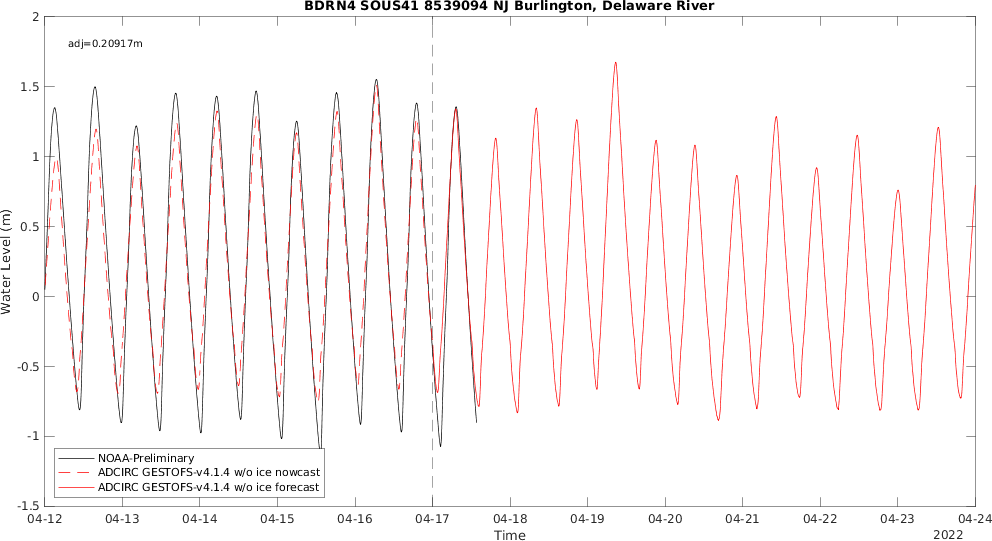 BDRN4 SOUS41 8539094 NJ Burlington, Delaware River
2
adj=0.20917m
1.5
1
0.5
0
-0.5
-1
-1.5
Water Level (m)
NOAA-Preliminary
ADCIRC GESTOFS-v4.1.4 w/o ice nowcast
ADCIRC GESTOFS-v4.1.4 w/o ice forecast
04-12 04-13 04-14 04-15 04-16 04-17 04-18 04-19 04-20 04-21 04-22 04-23 04-24
Time
2022